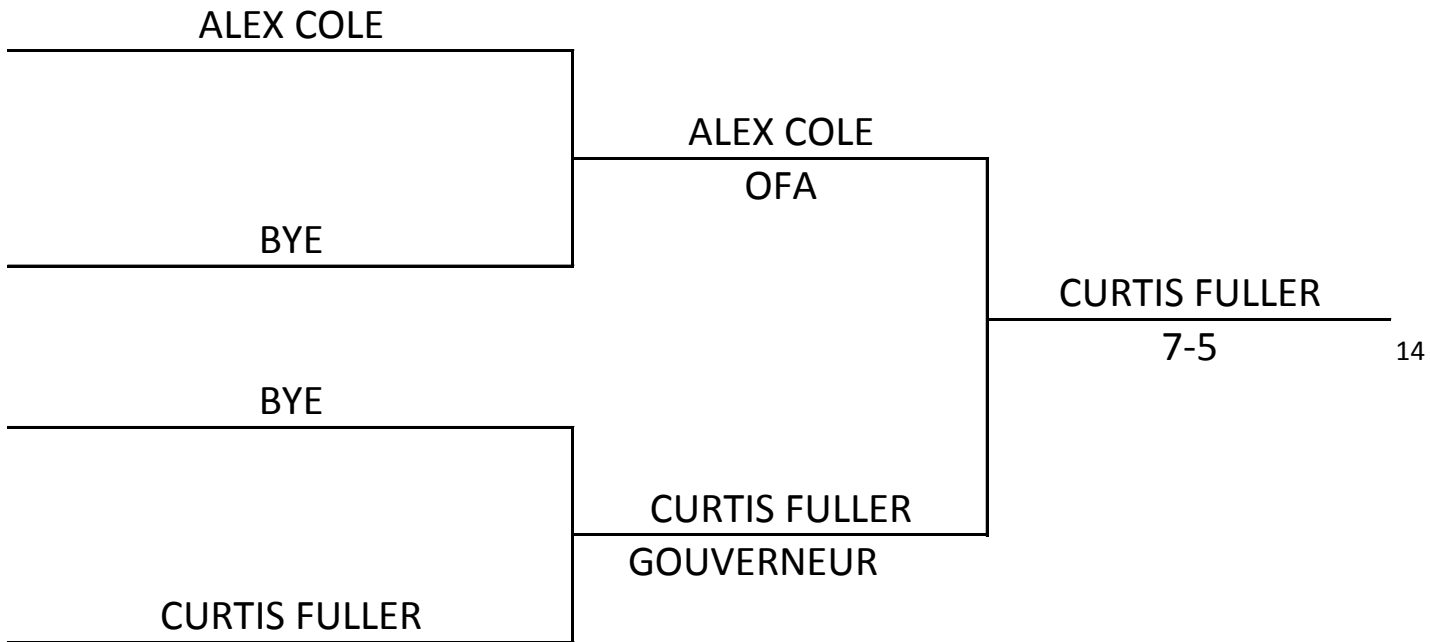 ALEX COLE
ALEX COLE
OFA
BYE
CURTIS FULLER
7-5 14
BYE
CURTIS FULLER
GOUVERNEUR
CURTIS FULLER